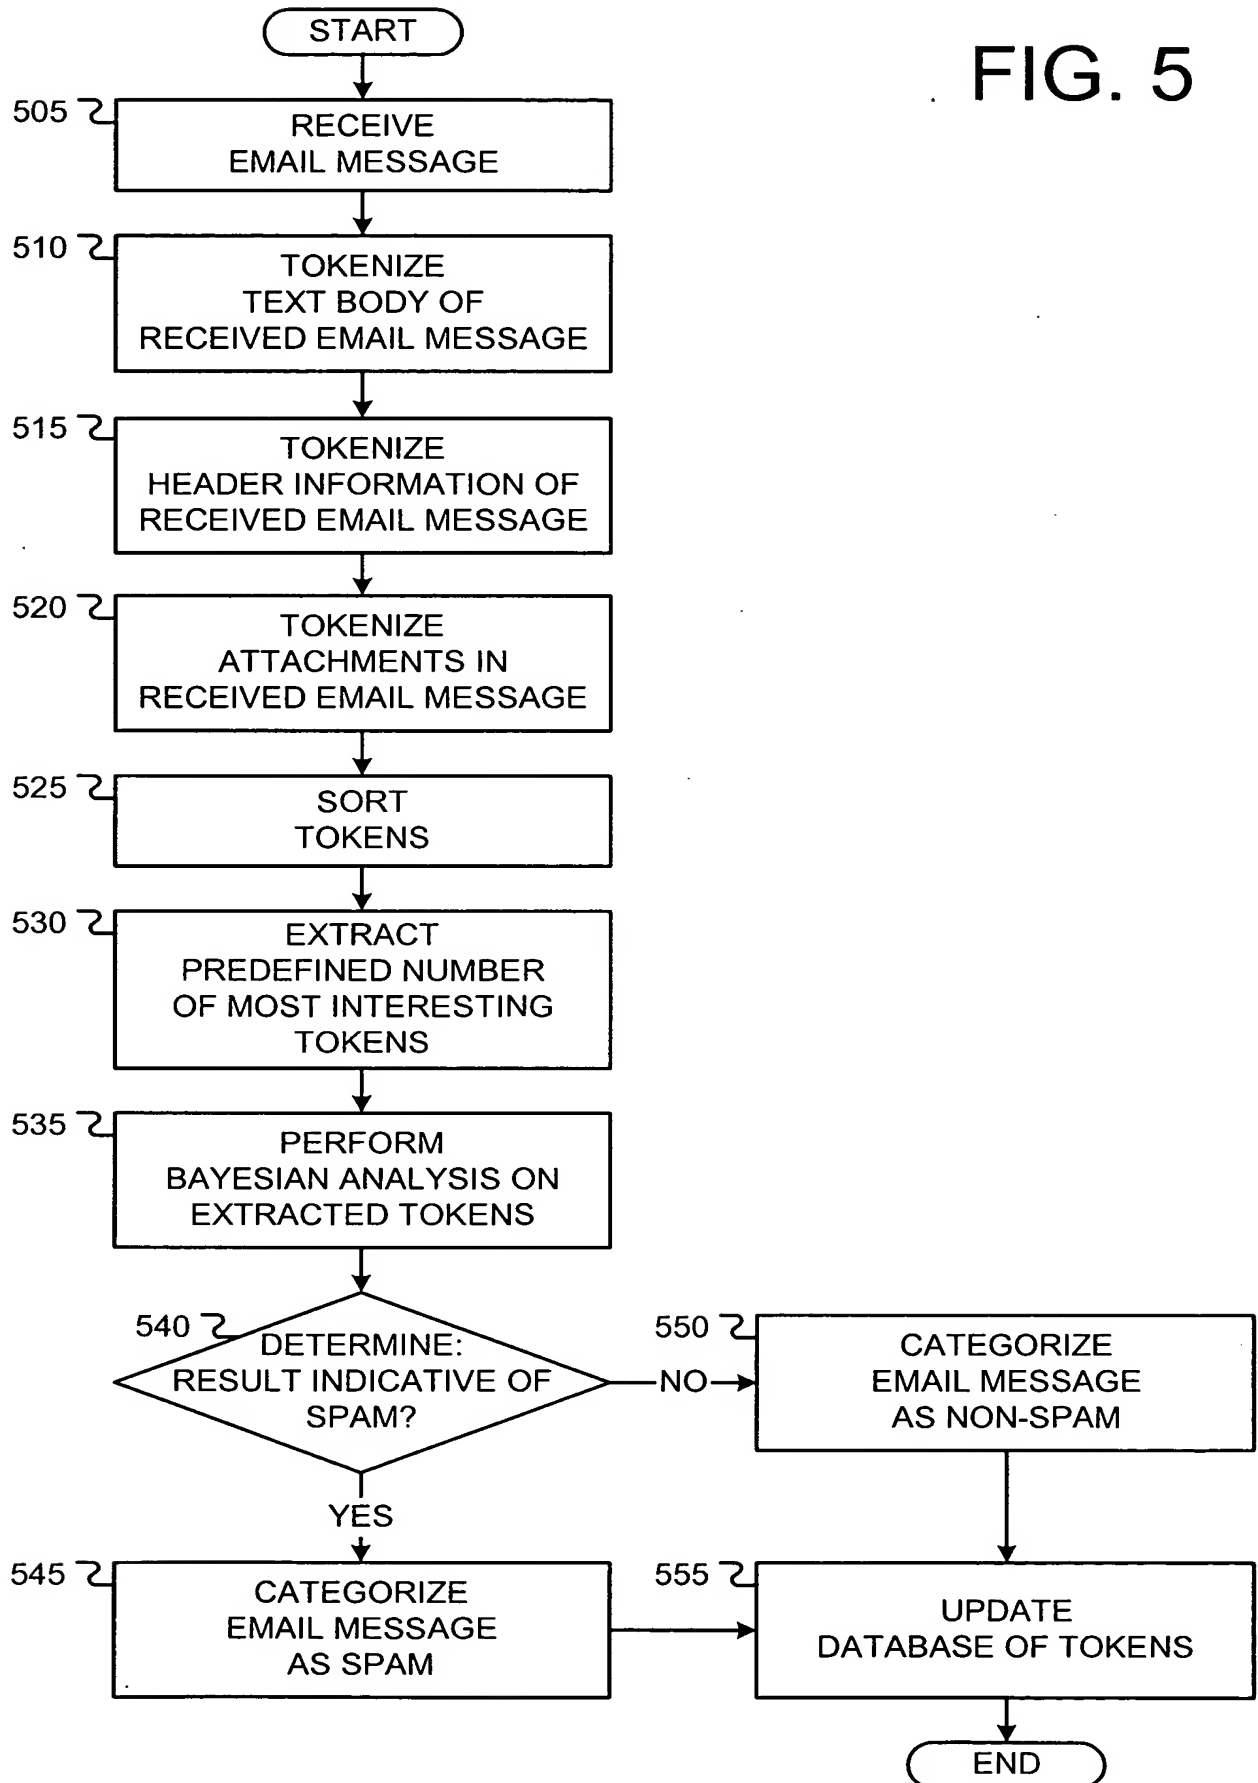 START
FIG. 5
505
RECEIVE
EMAIL MESSAGE
510
TOKENIZE
TEXT BODY OF
RECEIVED EMAIL MESSAGE
515
TOKENIZE
HEADER INFORMATION OF
RECEIVED EMAIL MESSAGE
520
TOKENIZE
ATTACHMENTS IN
RECEIVED EMAIL MESSAGE
525
SORT
TOKENS
530
EXTRACT
PREDEFINED NUMBER
OF MOST INTERESTING
TOKENS
535
PERFORM
BAYESIAN ANALYSIS ON
EXTRACTED TOKENS
540
DETERMINE:
RESULT INDICATIVE OF
SPAM?
NO
550
CATEGORIZE
EMAIL MESSAGE
AS NON-SPAM
YES
545
CATEGORIZE
EMAIL MESSAGE
AS SPAM
555
UPDATE
DATABASE OF TOKENS
END